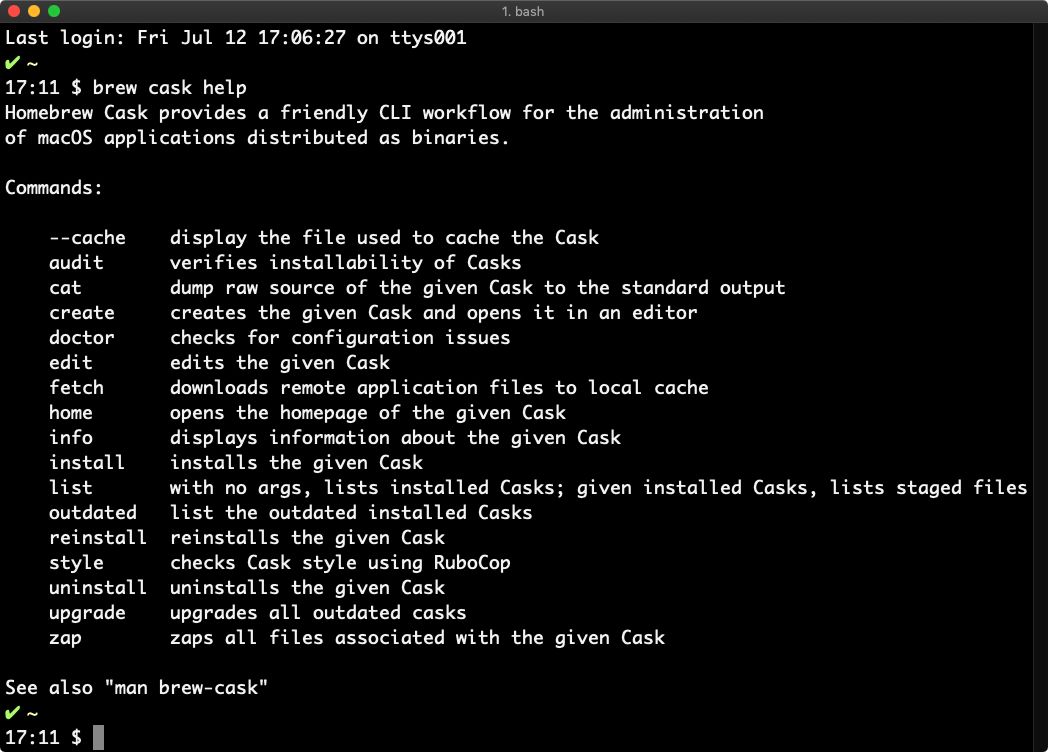 1. bash
Last login: Fri Jul 12 17:06:27 on ttys001
✔ ~
17:11 $ brew cask help
Homebrew Cask provides a friendly CLI workflow for the administration
of macOS applications distributed as binaries.

Commands:

    --cache    display the file used to cache the Cask
    audit      verifies installability of Casks
    cat        dump raw source of the given Cask to the standard output
    create     creates the given Cask and opens it in an editor
    doctor     checks for configuration issues
    edit       edits the given Cask
    fetch      downloads remote application files to local cache
    home       opens the homepage of the given Cask
    info       displays information about the given Cask
    install    installs the given Cask
    list       with no args, lists installed Casks; given installed Casks, lists staged files
    outdated   list the outdated installed Casks
    reinstall  reinstalls the given Cask
    style      checks Cask style using RuboCop
    uninstall  uninstalls the given Cask
    upgrade    upgrades all outdated casks
    zap        zaps all files associated with the given Cask

See also "man brew-cask"
✔ ~
17:11 $